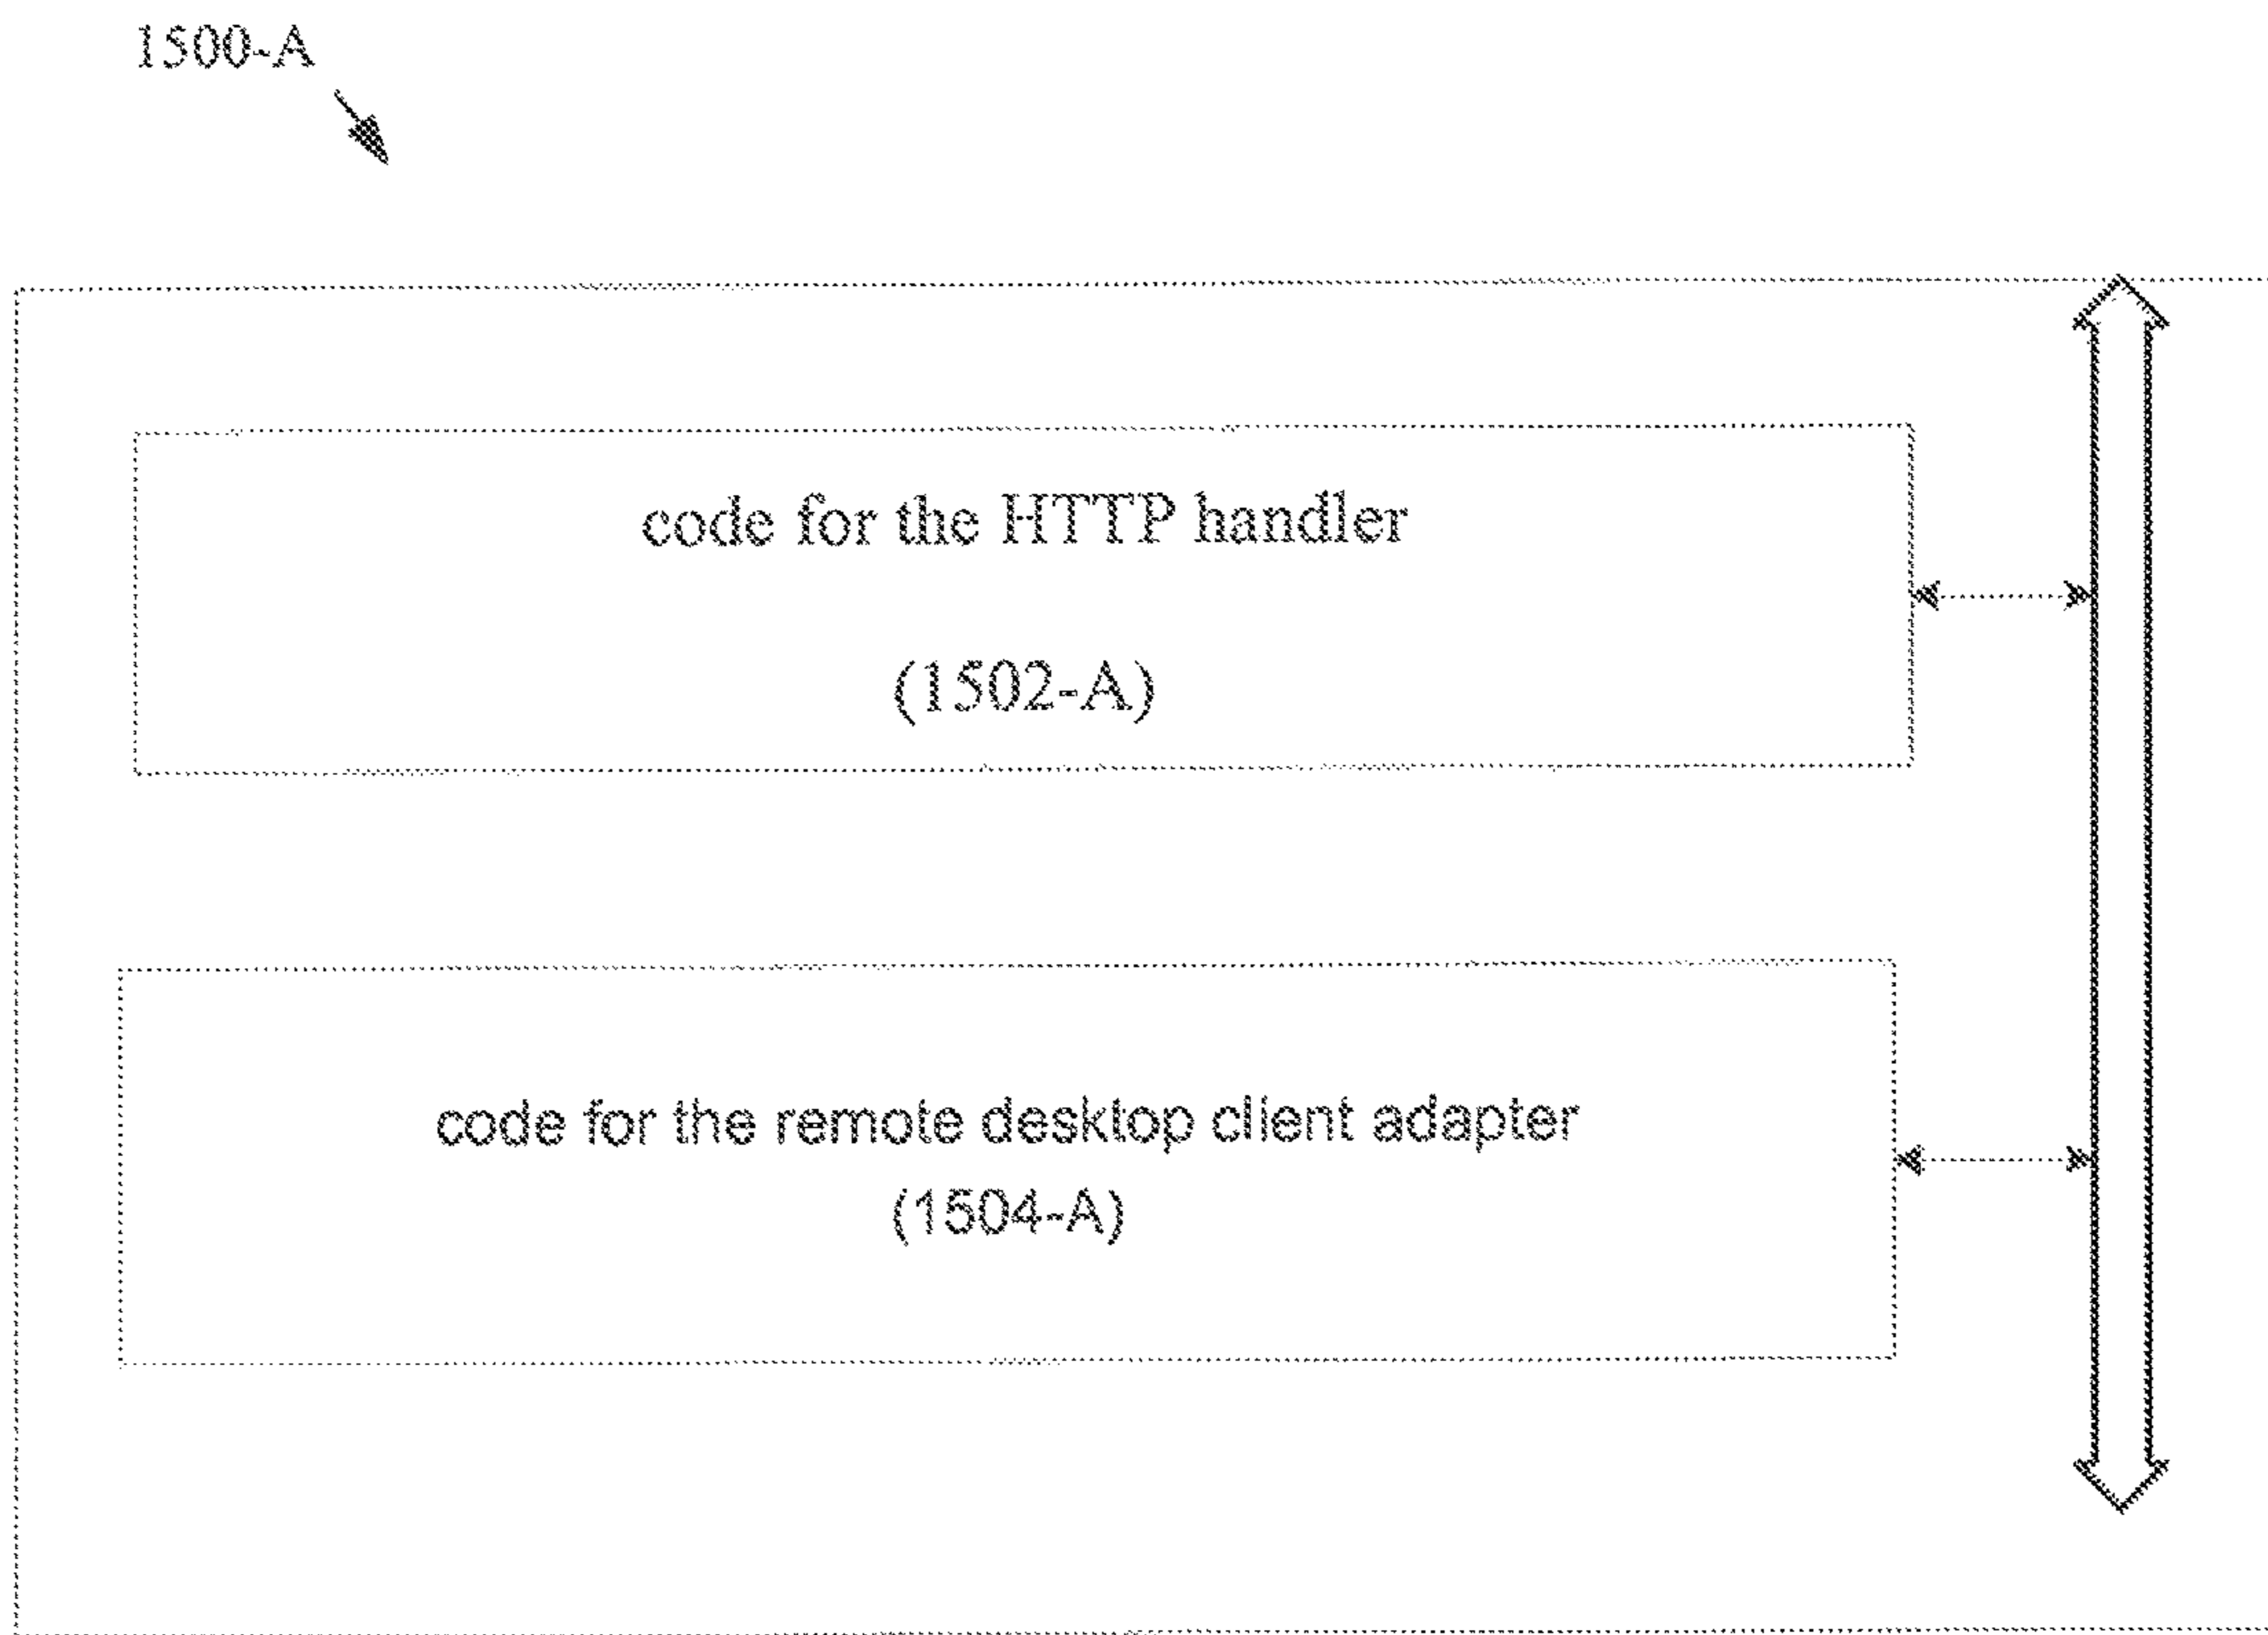 1500-A
code for the HTTP handler
(1502-A)
code for the remote desktop client adapter
(1504-A)